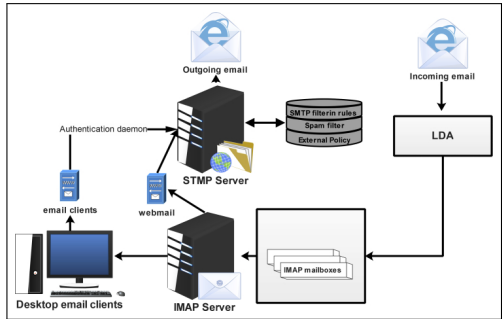 Outgoing email
Incoming email
SMTP filterin rules
Spam filter
External Policy
Authentication daemon
LDA
STMP Server
email clients
webmail
IMAP mailboxes
Desktop email clients
IMAP Server